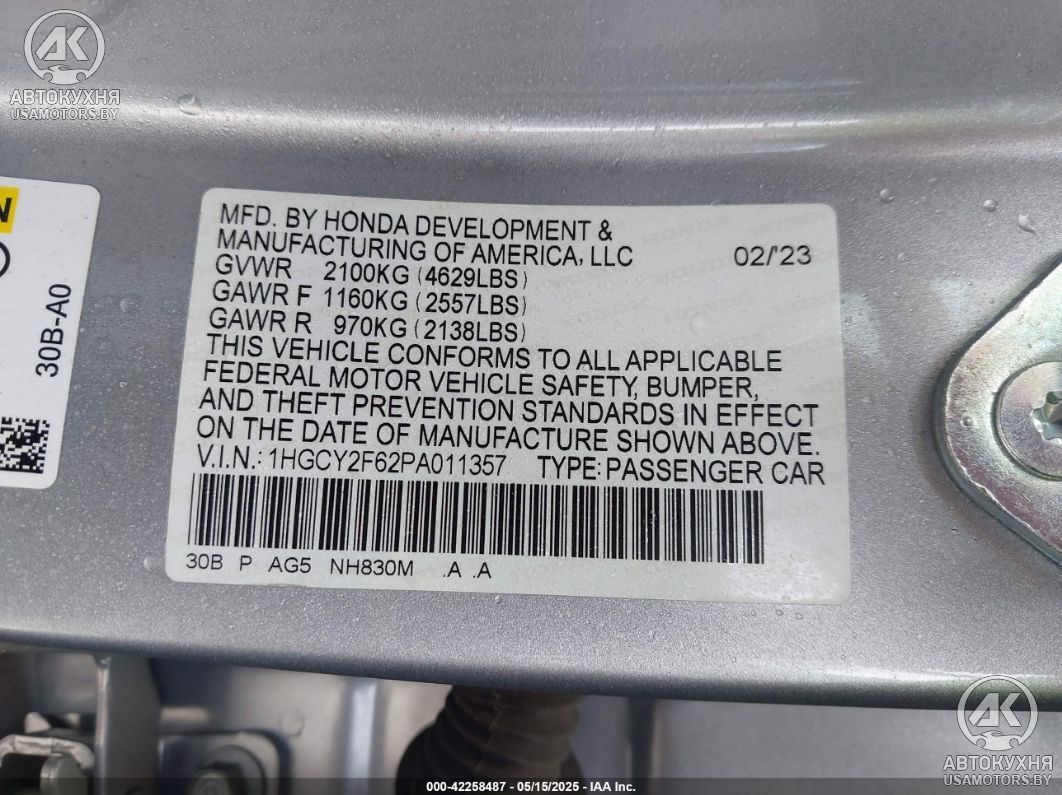 AK
АВТОКУХНЯ
USAMOTORS.BY
N
30B-A0
MFD. BY HONDA DEVELOPMENT &
MANUFACTURING OF AMERICA, LLC 02/'23
GVWR 2100KG (4629LBS)
GAWR F 1160KG (2557LBS)
GAWR R 970KG (2138LBS)
THIS VEHICLE CONFORMS TO ALL APPLICABLE
FEDERAL MOTOR VEHICLE SAFETY, BUMPER,
AND THEFT PREVENTION STANDARDS IN EFFECT
ON THE DATE OF MANUFACTURE SHOWN ABOVE.
V.I.N.: 1HGCY2F62PA011357 TYPE: PASSENGER CAR
30B P AG5 NH830M .A .A
AK
АВТОКУХНЯ
USAMOTORS.BY
000-42258487 - 05/15/2025 - IAA Inc.